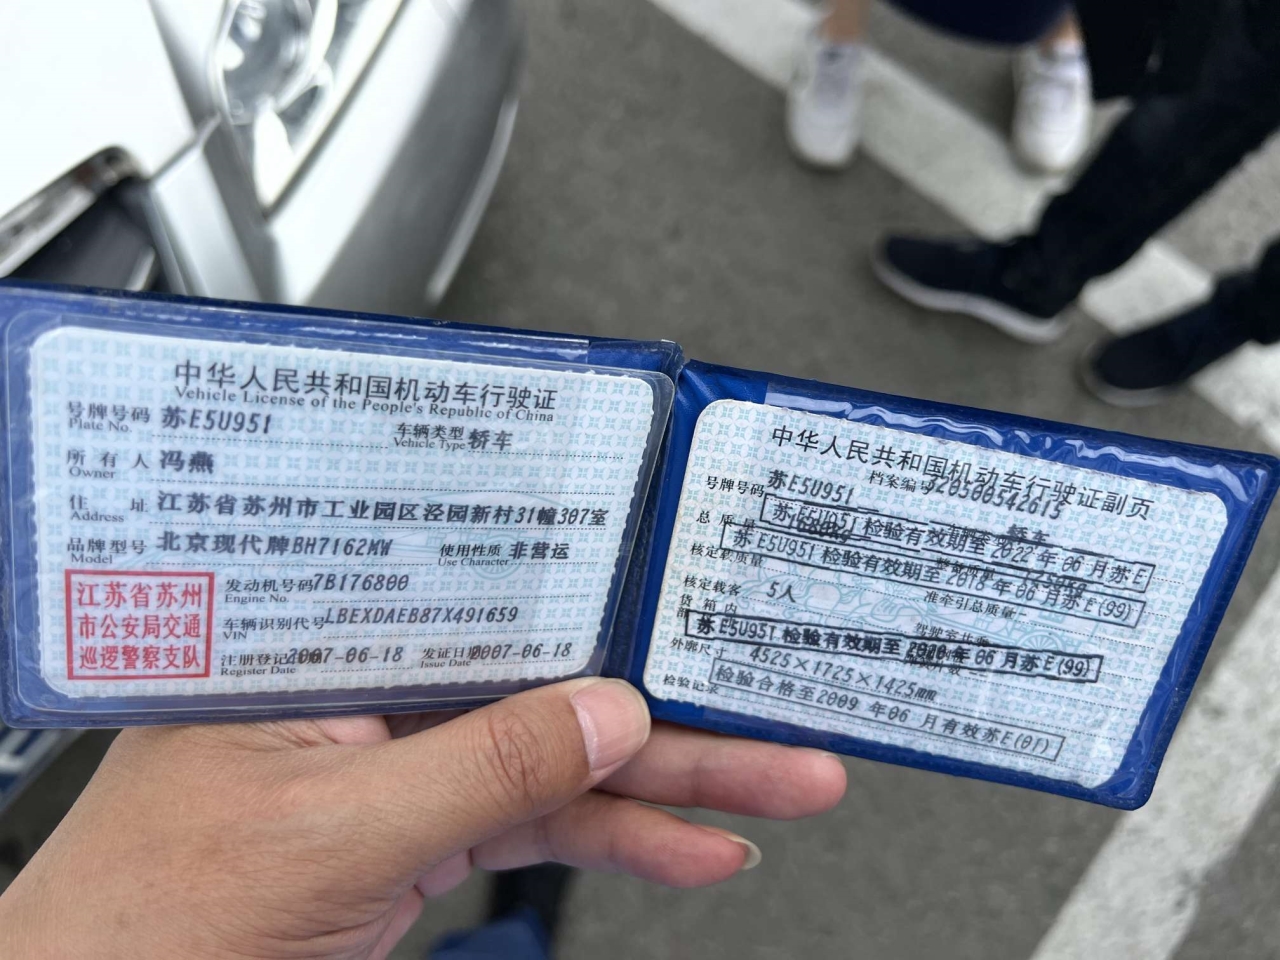 中华人民共和国机动车行驶证
Vehicle License of the People's Republic of China
号牌号码 苏E5U951 车辆类型 轿车
Plate No. Vehicle Type
所有人 冯燕
Owner
住址 江苏省苏州市工业园区泾园新村31幢307室
Address
品牌型号 北京现代牌BH7162MW 使用性质 非营运
Model Use Character
江苏省苏州
市公安局交通
巡逻警察支队
发动机号码 7B176800
Engine No.
车辆识别代号 LBEXDAEB87X491659
VIN
注册登记日期 2007-06-18 发证日期 2007-06-18
Register Date Issue Date
中华人民共和国机动车行驶证副页
号牌号码 苏E5U951 档案编号 320500542615
轿车
苏E5U951 检验有效期至2022年06月苏E
总质量
苏E5U951 检验有效期至2018年06月苏E(99)
核定载质量
核定载客 5人 准牵引总质量
货箱内
驾驶室共乘
苏E5U951 检验有效期至2020年06月苏E(99)
外廓尺寸 4525×1725×1425mm
检验记录 检验合格至2009年06月有效苏E(01)